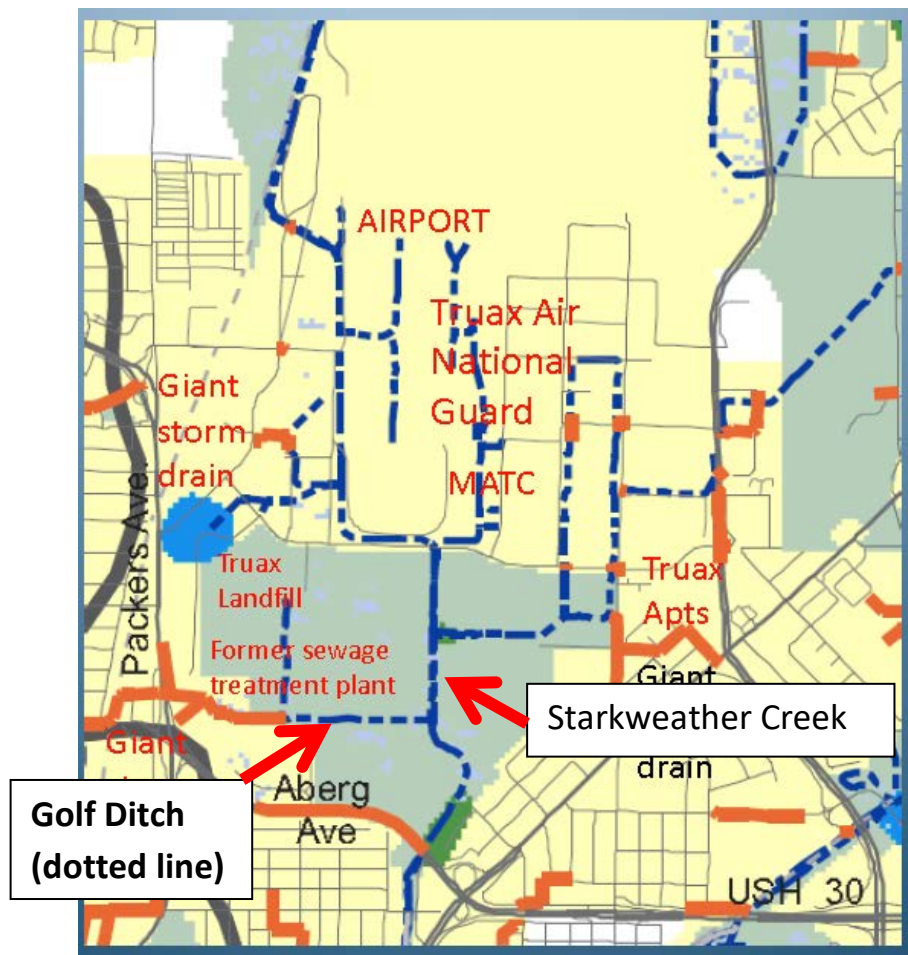 AIRPORT
Truax Air
National
Guard
Giant
storm
drain
MATC
Packers Ave.
Truax
Landfill
Truax
Apts
Former sewage
treatment plant
Giant
Starkweather Creek
drain
Giant
Golf Ditch
(dotted line)
Aberg
Ave
USH 30